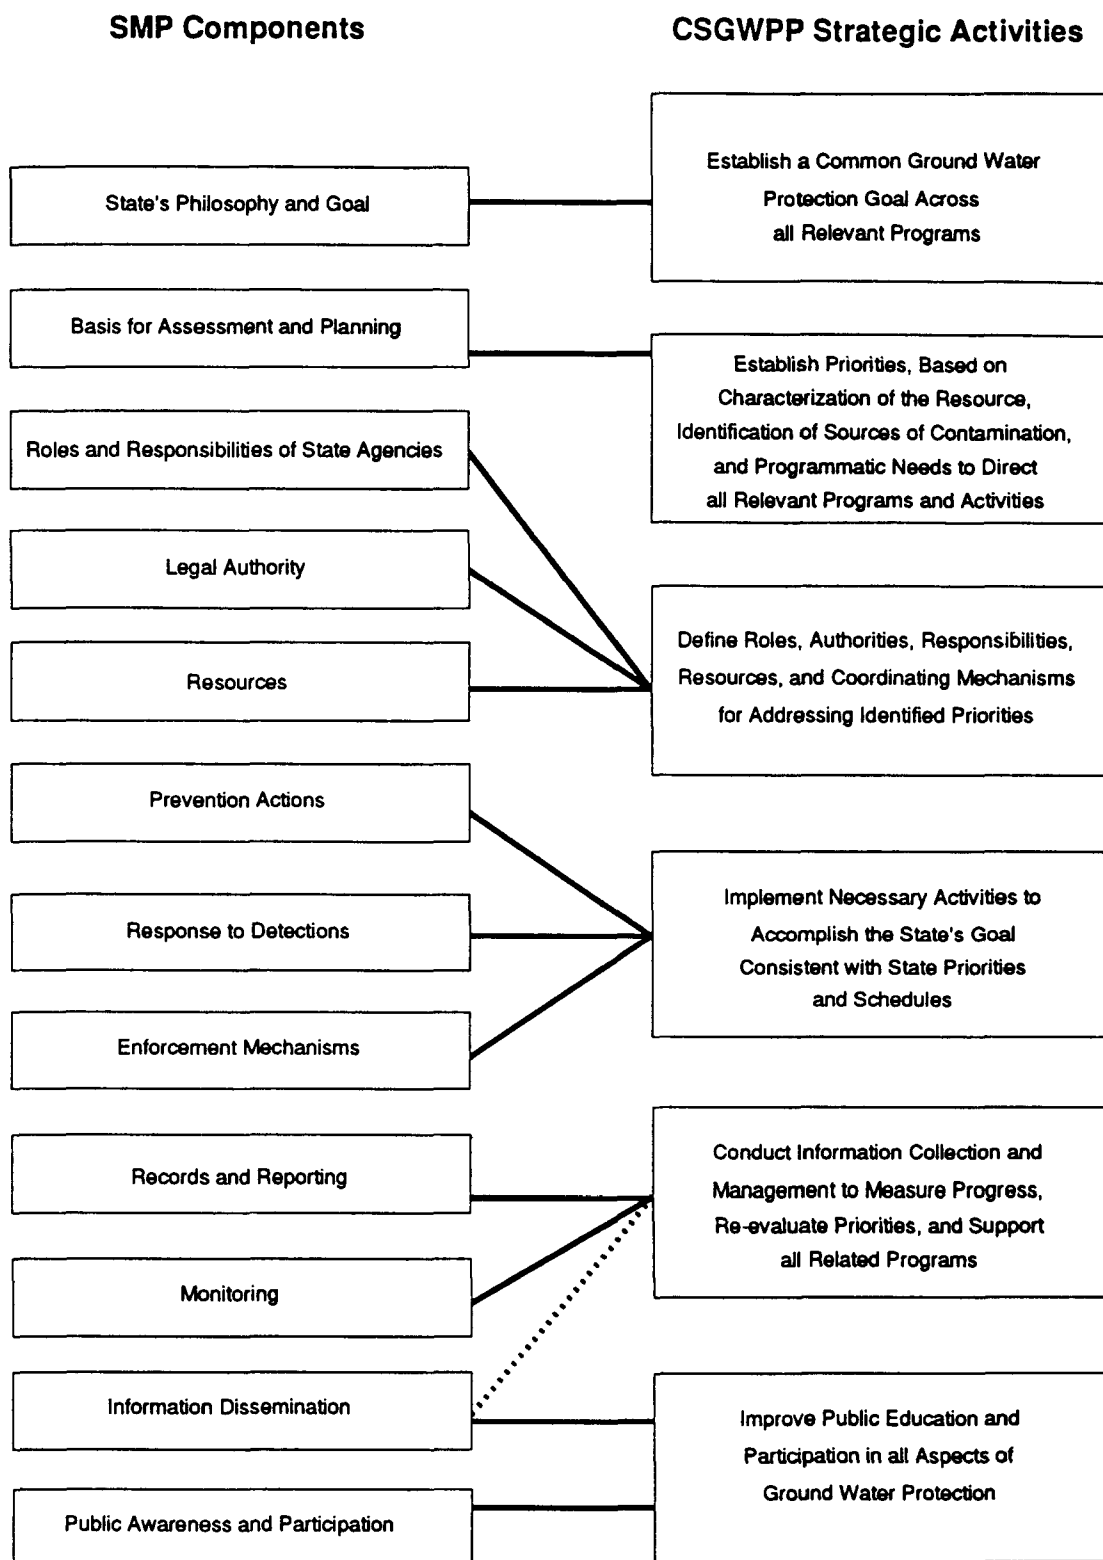 SMP Components
CSGWPP Strategic Activities
State's Philosophy and Goal
Basis for Assessment and Planning
Roles and Responsibilities of State Agencies
Legal Authority
Resources
Prevention Actions
Response to Detections
Enforcement Mechanisms
Records and Reporting
Monitoring
Information Dissemination
Public Awareness and Participation
Establish a Common Ground Water
Protection Goal Across
all Relevant Programs
Establish Priorities, Based on
Characterization of the Resource,
Identification of Sources of Contamination,
and Programmatic Needs to Direct
all Relevant Programs and Activities
Define Roles, Authorities, Responsibilities,
Resources, and Coordinating Mechanisms
for Addressing Identified Priorities
Implement Necessary Activities to
Accomplish the State's Goal
Consistent with State Priorities
and Schedules
Conduct Information Collection and
Management to Measure Progress,
Re-evaluate Priorities, and Support
all Related Programs
Improve Public Education and
Participation in all Aspects of
Ground Water Protection